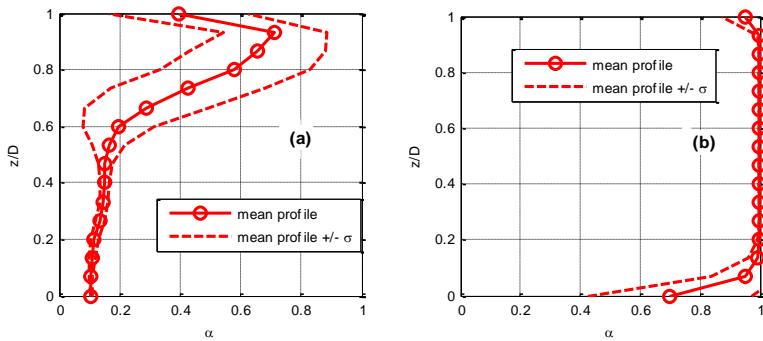 1
0.8
0.6
0.4
0.2
0
z/D
(a)
mean profile
mean profile +/- σ
0 0.2 0.4 0.6 0.8 1
α
1
0.8
0.6
0.4
0.2
0
z/D
mean profile
mean profile +/- σ
(b)
0 0.2 0.4 0.6 0.8 1
α